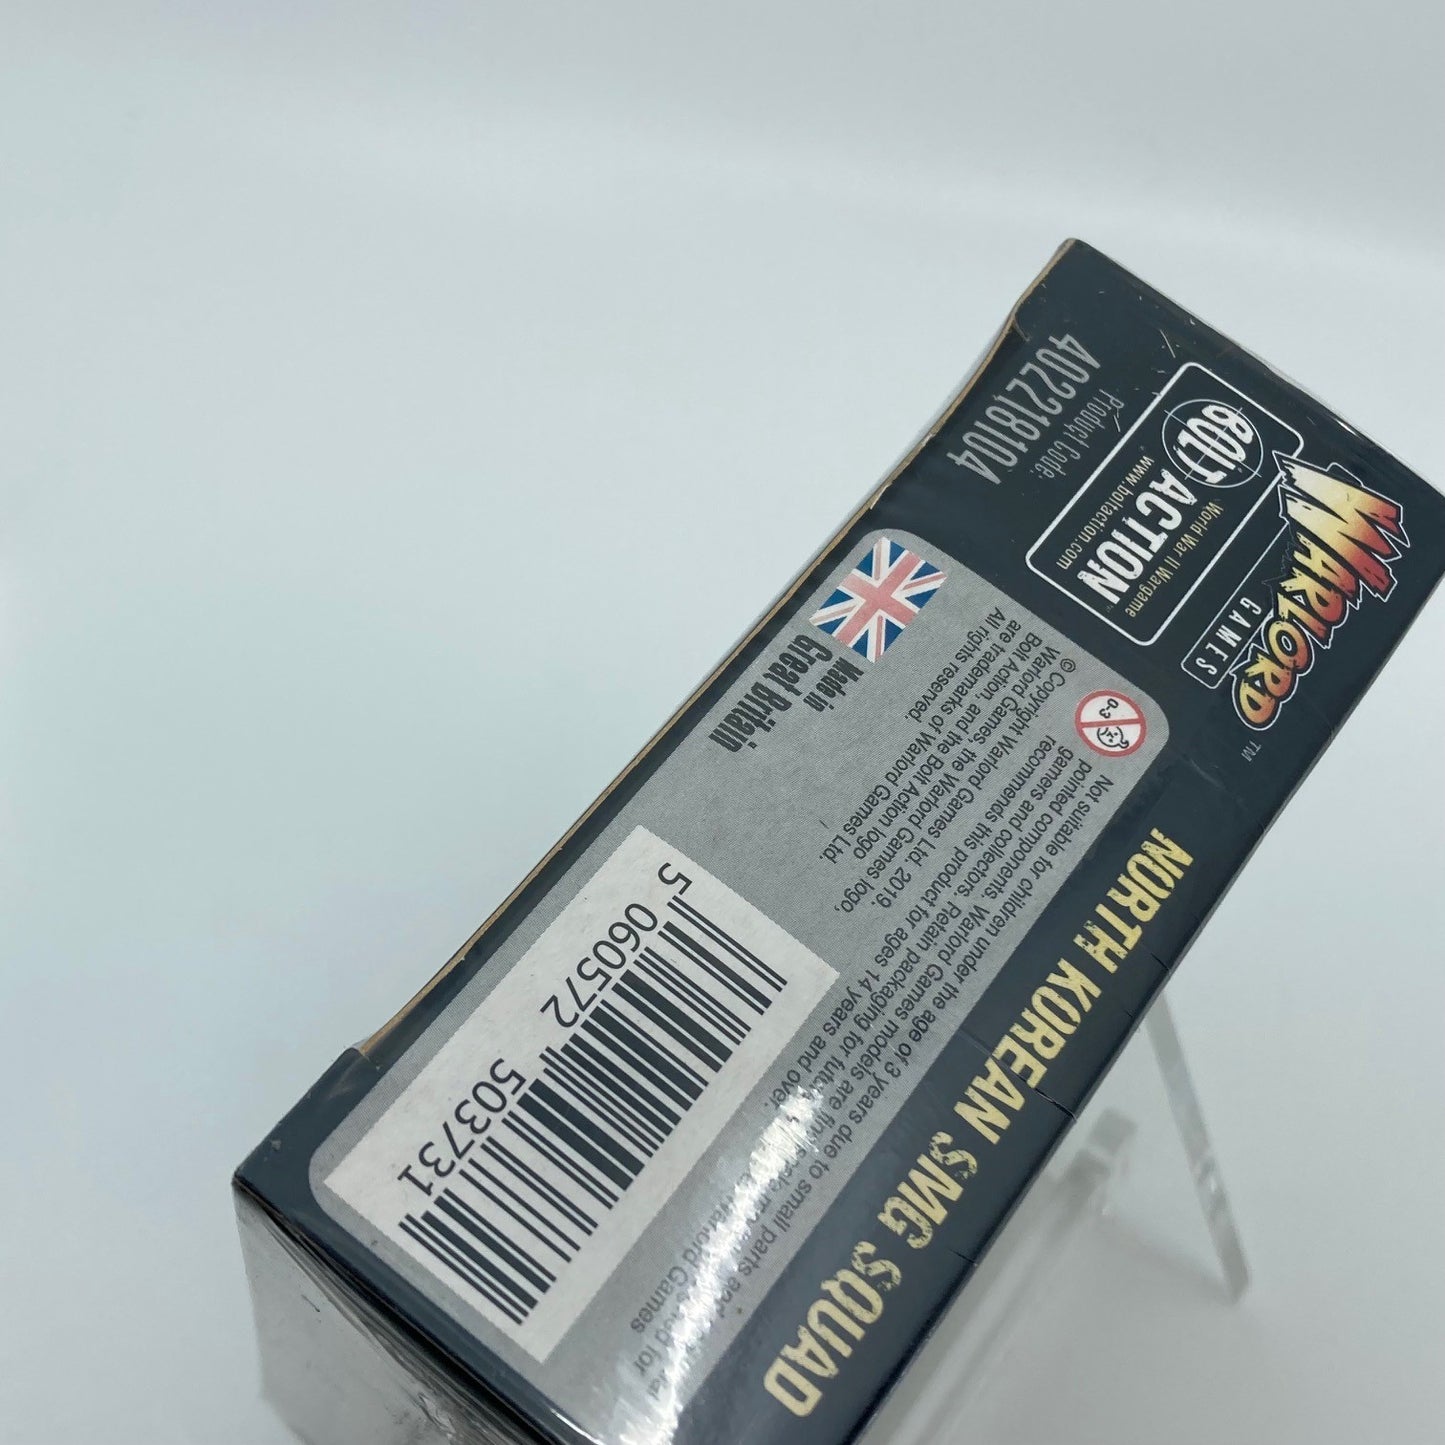 WARLORD
GAMES
TM
BOLT ACTION
World War II Wargame
www.boltaction.com
Product Code:
402218104
NORTH KOREAN SMG SQUAD
0-3
Not suitable for children under the age of 3 years due to small parts and
pointed components. Warlord Games models are
recommends this product for ages 14 years and over.
gamers and collectors. Retain packaging for
Warlord Games
© Copyright Warlord Games Ltd. 2019.
Warlord Games, the Warlord Games logo,
Bolt Action, and the Bolt Action logo
are trademarks of Warlord Games Ltd.
All rights reserved.
Made in
Great Britain
5 060572 503731